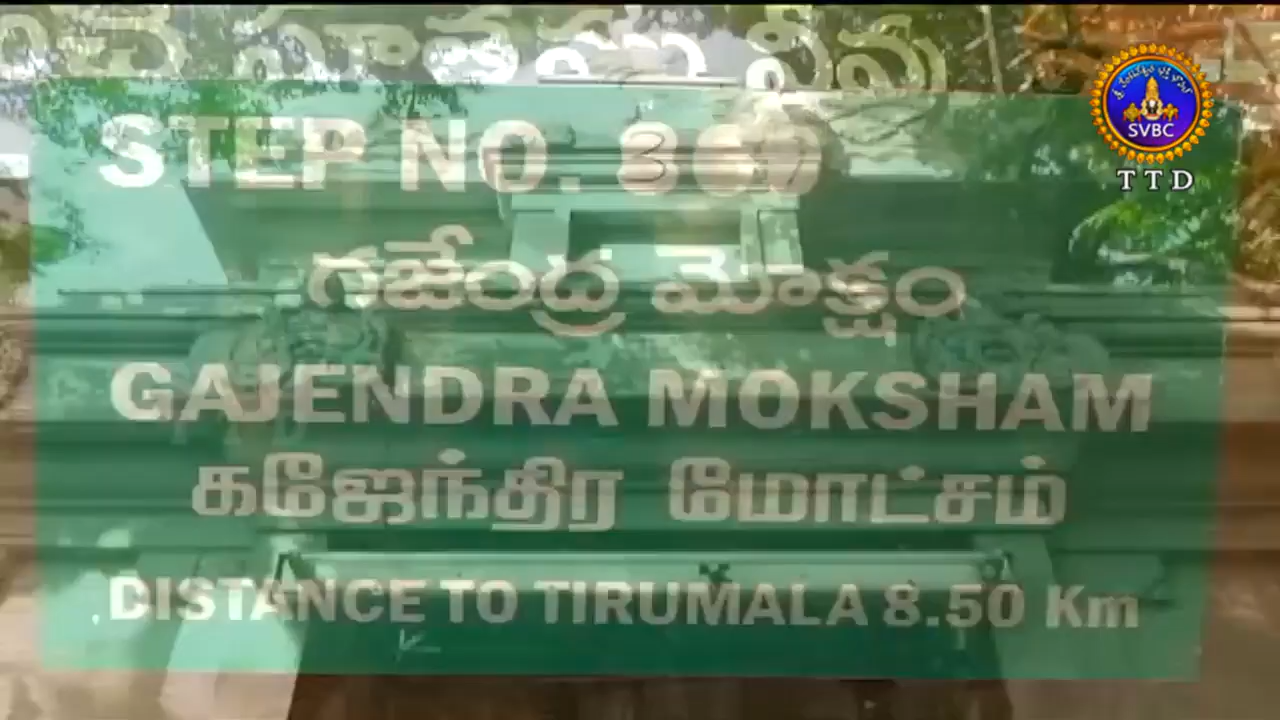 STEP NO.
గజేంద్ర మోక్షం
GAJENDRA MOKSHAM
கஜேந்திர மோட்சம்
DISTANCE TO TIRUMALA 8.50 Km
SVBC
TTD